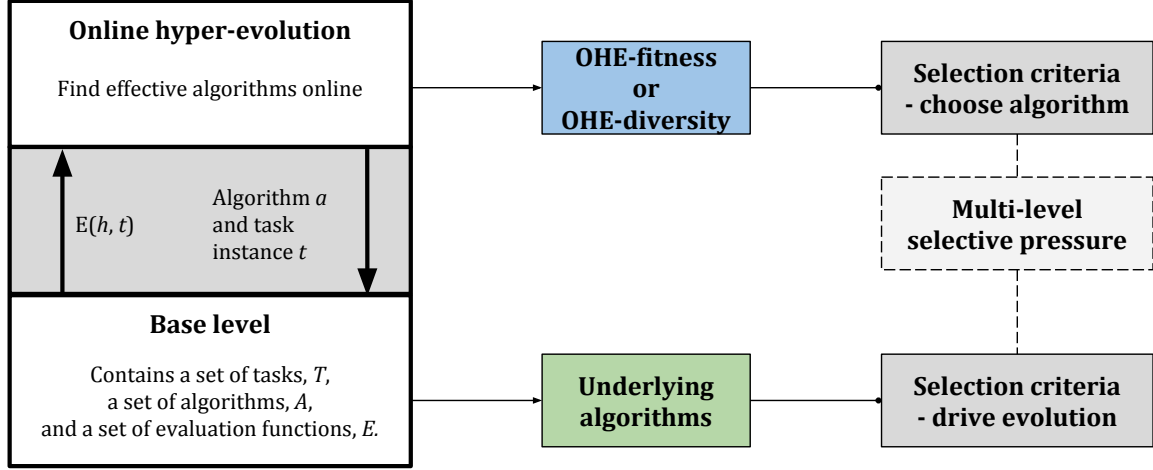 Online hyper-evolution
Find effective algorithms online
OHE-fitness
or
OHE-diversity
Selection criteria
- choose algorithm
E(h, t)
Algorithm a
and task
instance t
Multi-level
selective pressure
Base level
Contains a set of tasks, T,
a set of algorithms, A,
and a set of evaluation functions, E.
Underlying
algorithms
Selection criteria
- drive evolution